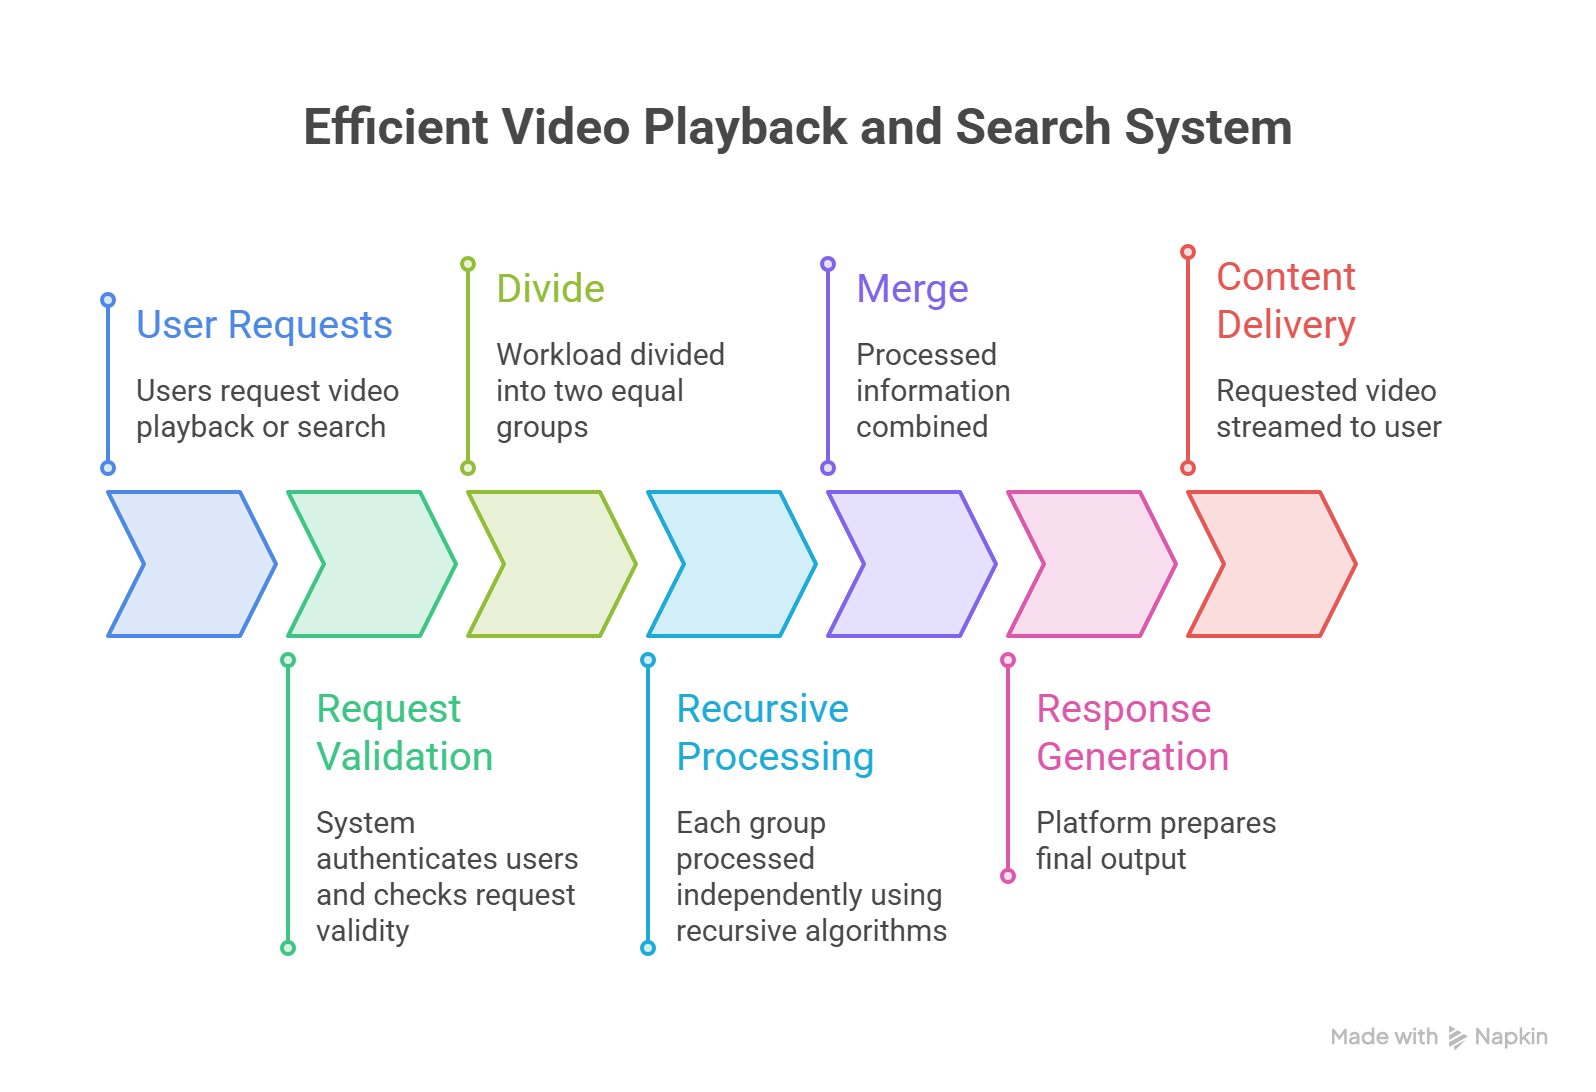 Efficient Video Playback and Search System
User Requests
Users request video
playback or search
Request
Validation
System
authenticates users
and checks request
validity
Divide
Workload divided
into two equal
groups
Recursive
Processing
Each group
processed
independently using
recursive algorithms
Merge
Processed
information
combined
Response
Generation
Platform prepares
final output
Content
Delivery
Requested video
streamed to user
Made with Napkin